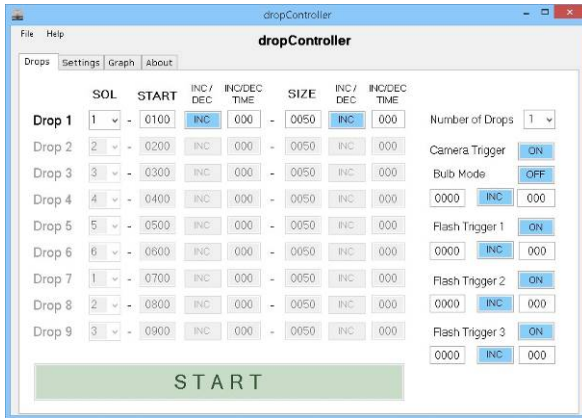 dropController
File Help
dropController
Drops Settings Graph About
SOL START INC / DEC INC/DEC TIME SIZE INC / DEC INC/DEC TIME
Drop 1 1 - 0100 INC 000 - 0050 INC 000 Number of Drops 1
Drop 2 2 - 0200 INC 000 - 0050 INC 000 Camera Trigger ON
Drop 3 3 - 0300 INC 000 - 0050 INC 000 Bulb Mode OFF
Drop 4 4 - 0400 INC 000 - 0050 INC 000 0000 INC 000
Drop 5 5 - 0500 INC 000 - 0050 INC 000 Flash Trigger 1 ON
Drop 6 6 - 0600 INC 000 - 0050 INC 000 0000 INC 000
Drop 7 1 - 0700 INC 000 - 0050 INC 000 Flash Trigger 2 ON
Drop 8 2 - 0800 INC 000 - 0050 INC 000 0000 INC 000
Drop 9 3 - 0900 INC 000 - 0050 INC 000 Flash Trigger 3 ON
0000 INC 000
START